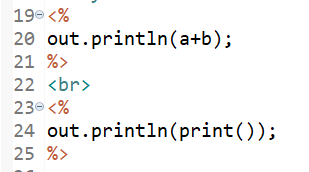 19 <%
20 out.println(a+b);
21 %>
22 <br>
23 <%
24 out.println(print());
25 %>